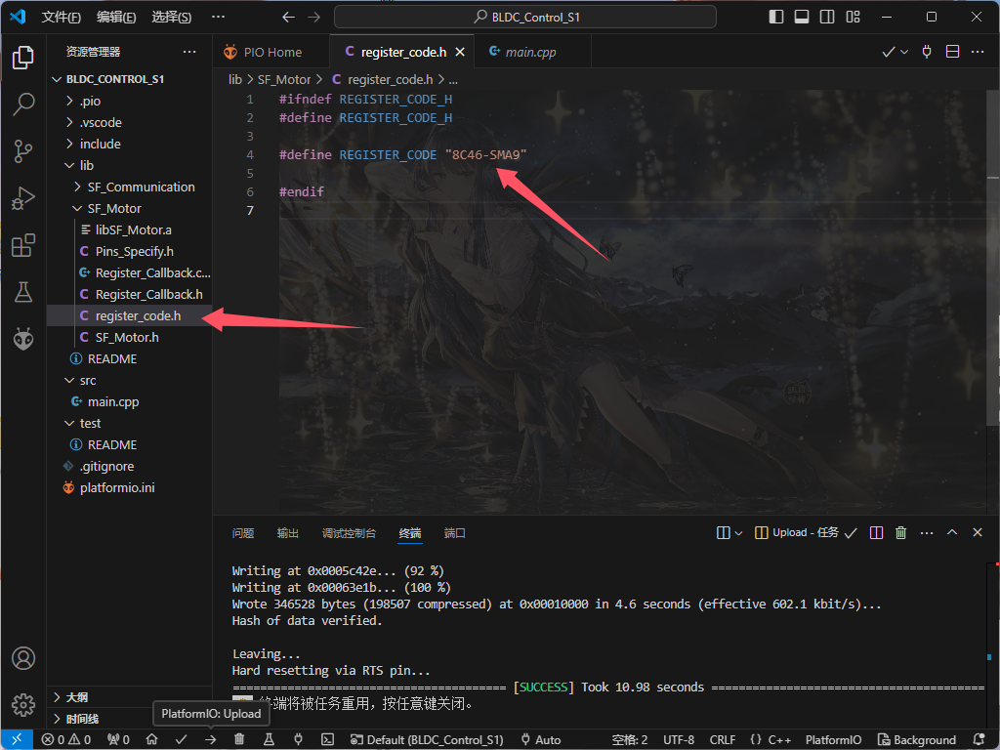 文件(F) 编辑(E) 选择(S) ··· BLDC_Control_S1
资源管理器 ···
PIO Home
register_code.h
main.cpp
lib > SF_Motor > C register_code.h > ...
BLDC_CONTROL_S1
.pio
.vscode
include
lib
SF_Communication
SF_Motor
libSF_Motor.a
C Pins_Specify.h
Register_Callback.c...
C Register_Callback.h
C register_code.h
C SF_Motor.h
README
src
main.cpp
test
README
.gitignore
platformio.ini
1 #ifndef REGISTER_CODE_H
2 #define REGISTER_CODE_H
3
4 #define REGISTER_CODE "8C46-SMA9"
5
6 #endif
7
问题 输出 调试控制台 终端 端口
Upload - 任务
Writing at 0x0005c42e... (92 %)
Writing at 0x00063e1b... (100 %)
Wrote 346528 bytes (198507 compressed) at 0x00010000 in 4.6 seconds (effective 602.1 kbit/s)...
Hash of data verified.
Leaving...
Hard resetting via RTS pin...
[SUCCESS] Took 10.98 seconds
终端将被任务重用，按任意键关闭。
大纲
时间线
PlatformIO: Upload
0 0 0 Default (BLDC_Control_S1) Auto 空格: 2 UTF-8 CRLF {} C++ PlatformIO Background